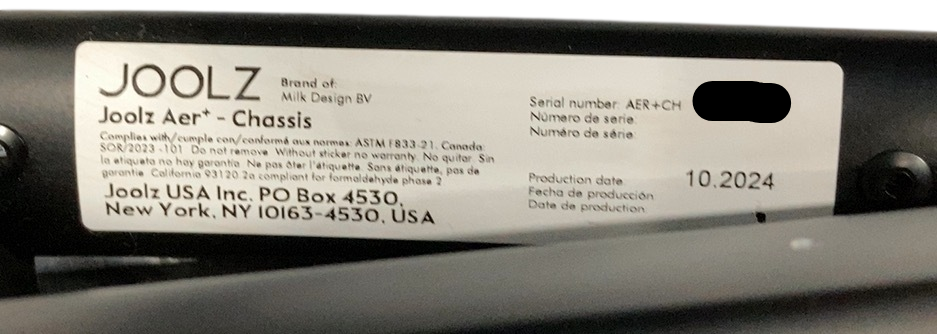 JOOLZ
Brand of:
Milk Design BV
Joolz Aer+ - Chassis
Complies with/cumple con/conformé aux normes: ASTM F833-21, Canada
SOR/2023 -101. Do not remove. Without sticker no warranty. No quitar. Sin
la etiqueta no hay garantía. Ne pas ôter l'étiquette. Sans étiquette, pas de
garantie. California 93120.2a compliant for formaldehyde phase 2
Joolz USA Inc. PO Box 4530,
New York, NY 10163-4530, USA
Serial number: AER+CH
Número de serie:
Numéro de série:
Production date: 10.2024
Fecha de producción
Date de production